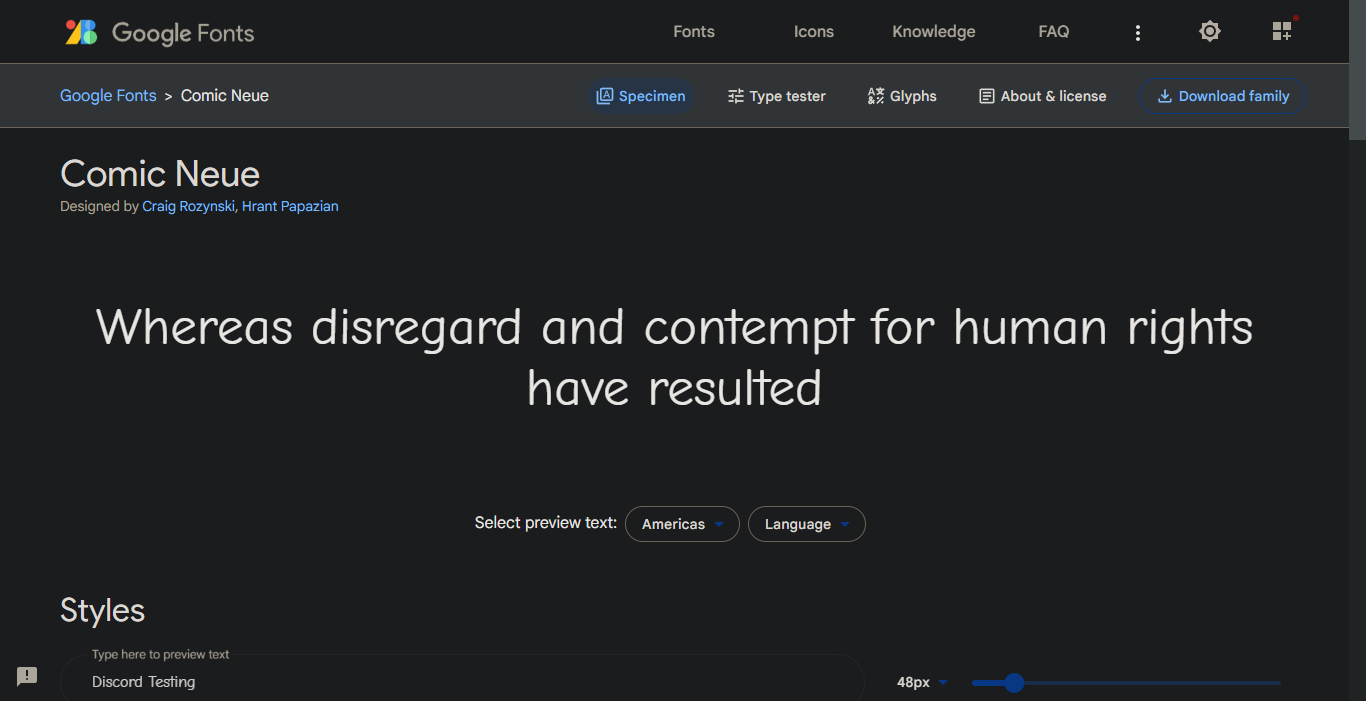 Google Fonts
Fonts Icons Knowledge FAQ
Google Fonts > Comic Neue
Specimen Type tester Glyphs About & license Download family
Comic Neue
Designed by Craig Rozynski, Hrant Papazian
Whereas disregard and contempt for human rights
have resulted
Select preview text: Americas Language
Styles
Type here to preview text
Discord Testing
48px